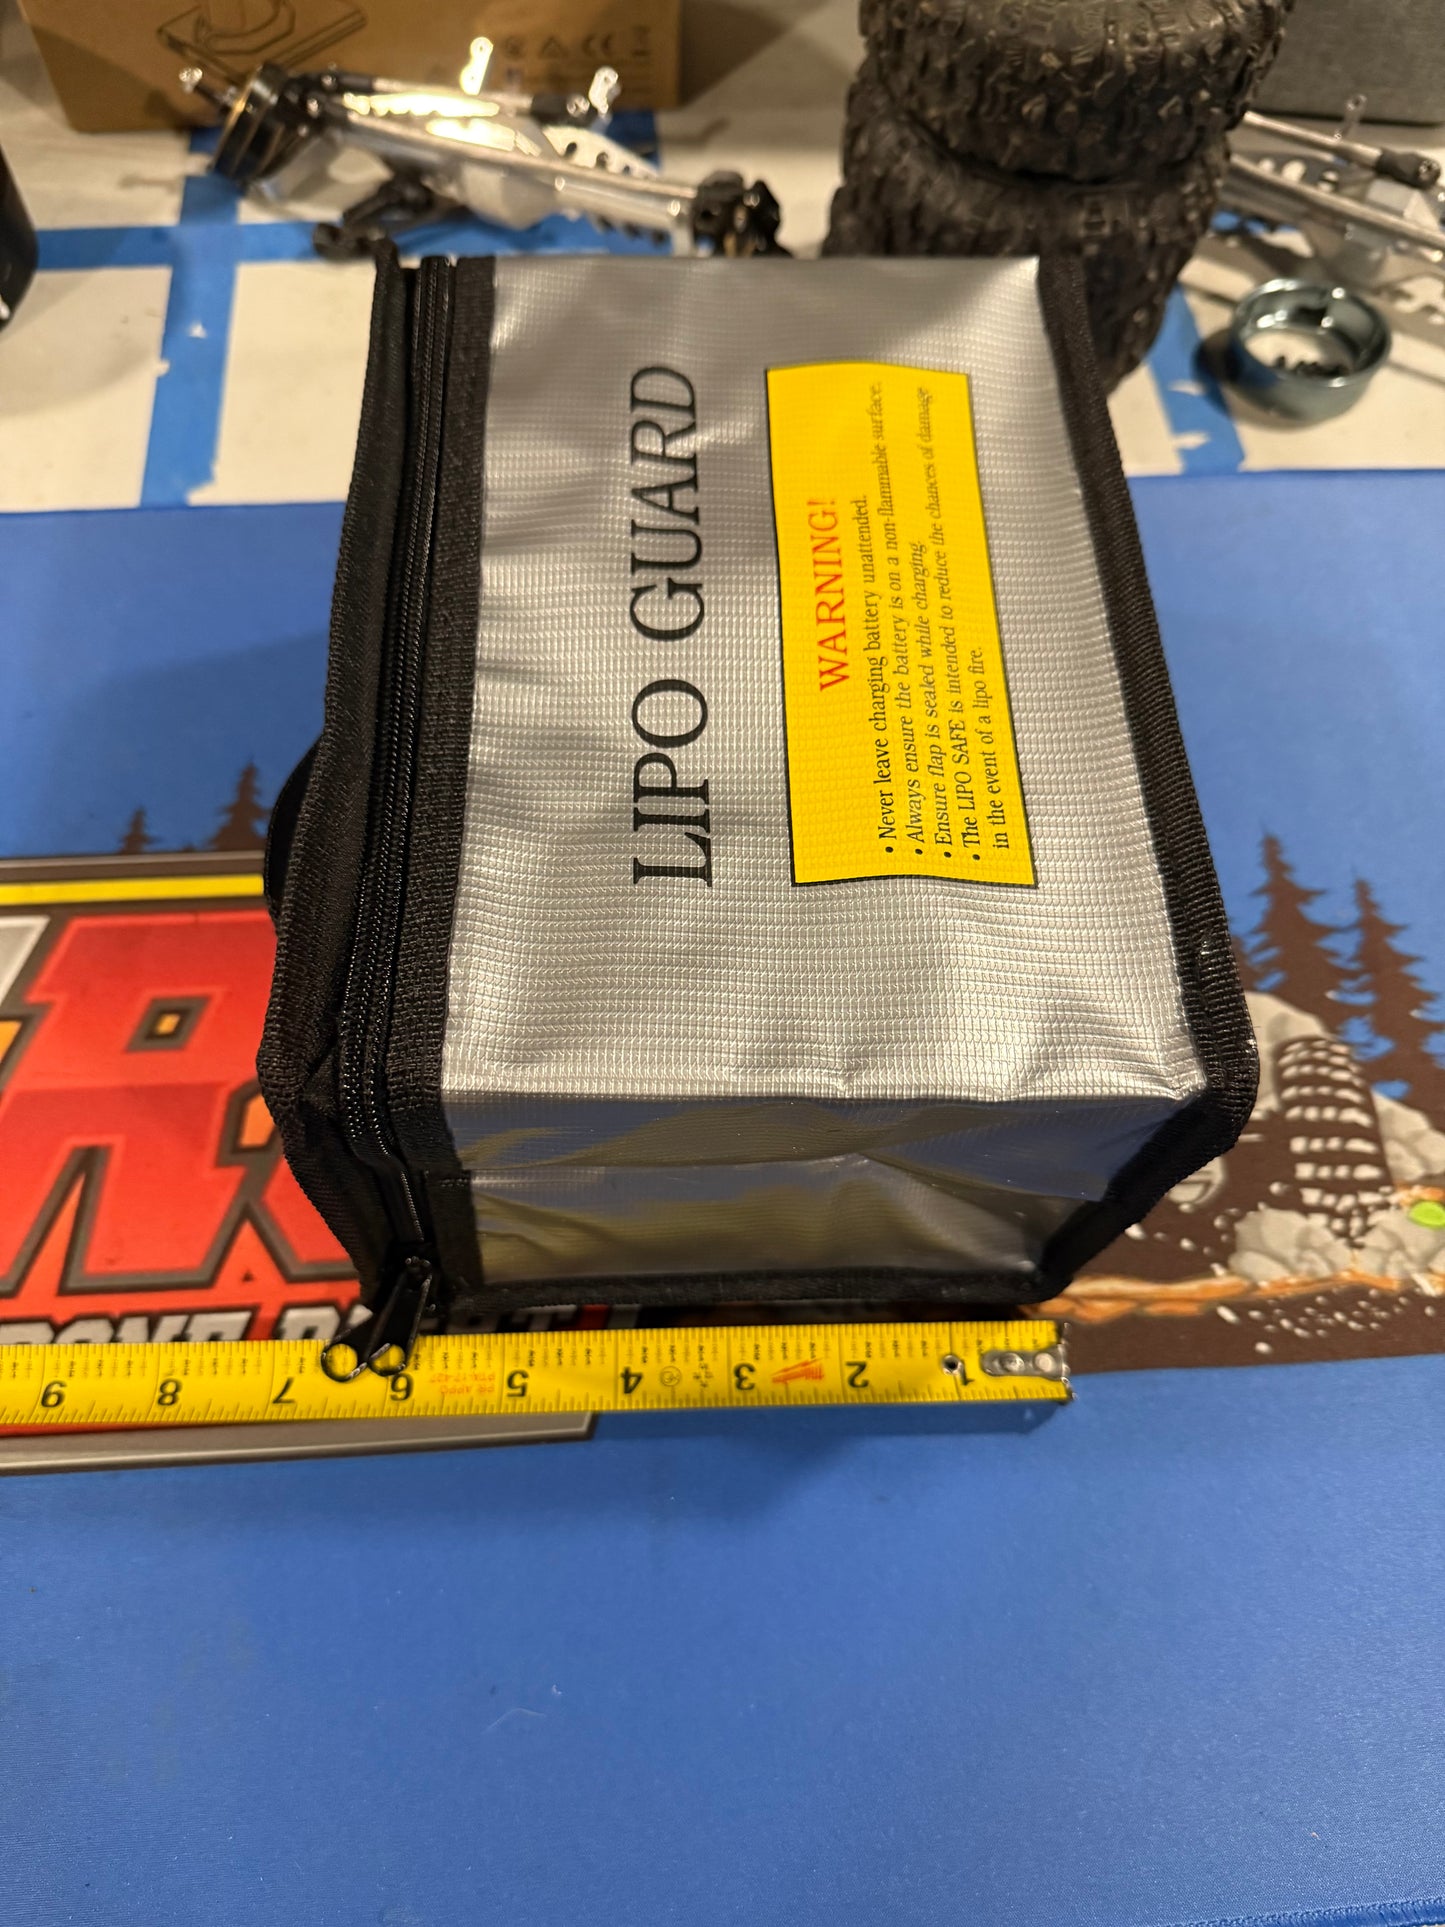 LIPO GUARD
WARNING!
• Never leave charging battery unattended.
• Always ensure the battery is on a non-flammable surface.
• Ensure flap is sealed while charging.
• The LIPO SAFE is intended to reduce the chances of damage
in the event of a lipo fire.
9 8 7 6 5 4 3 2 1